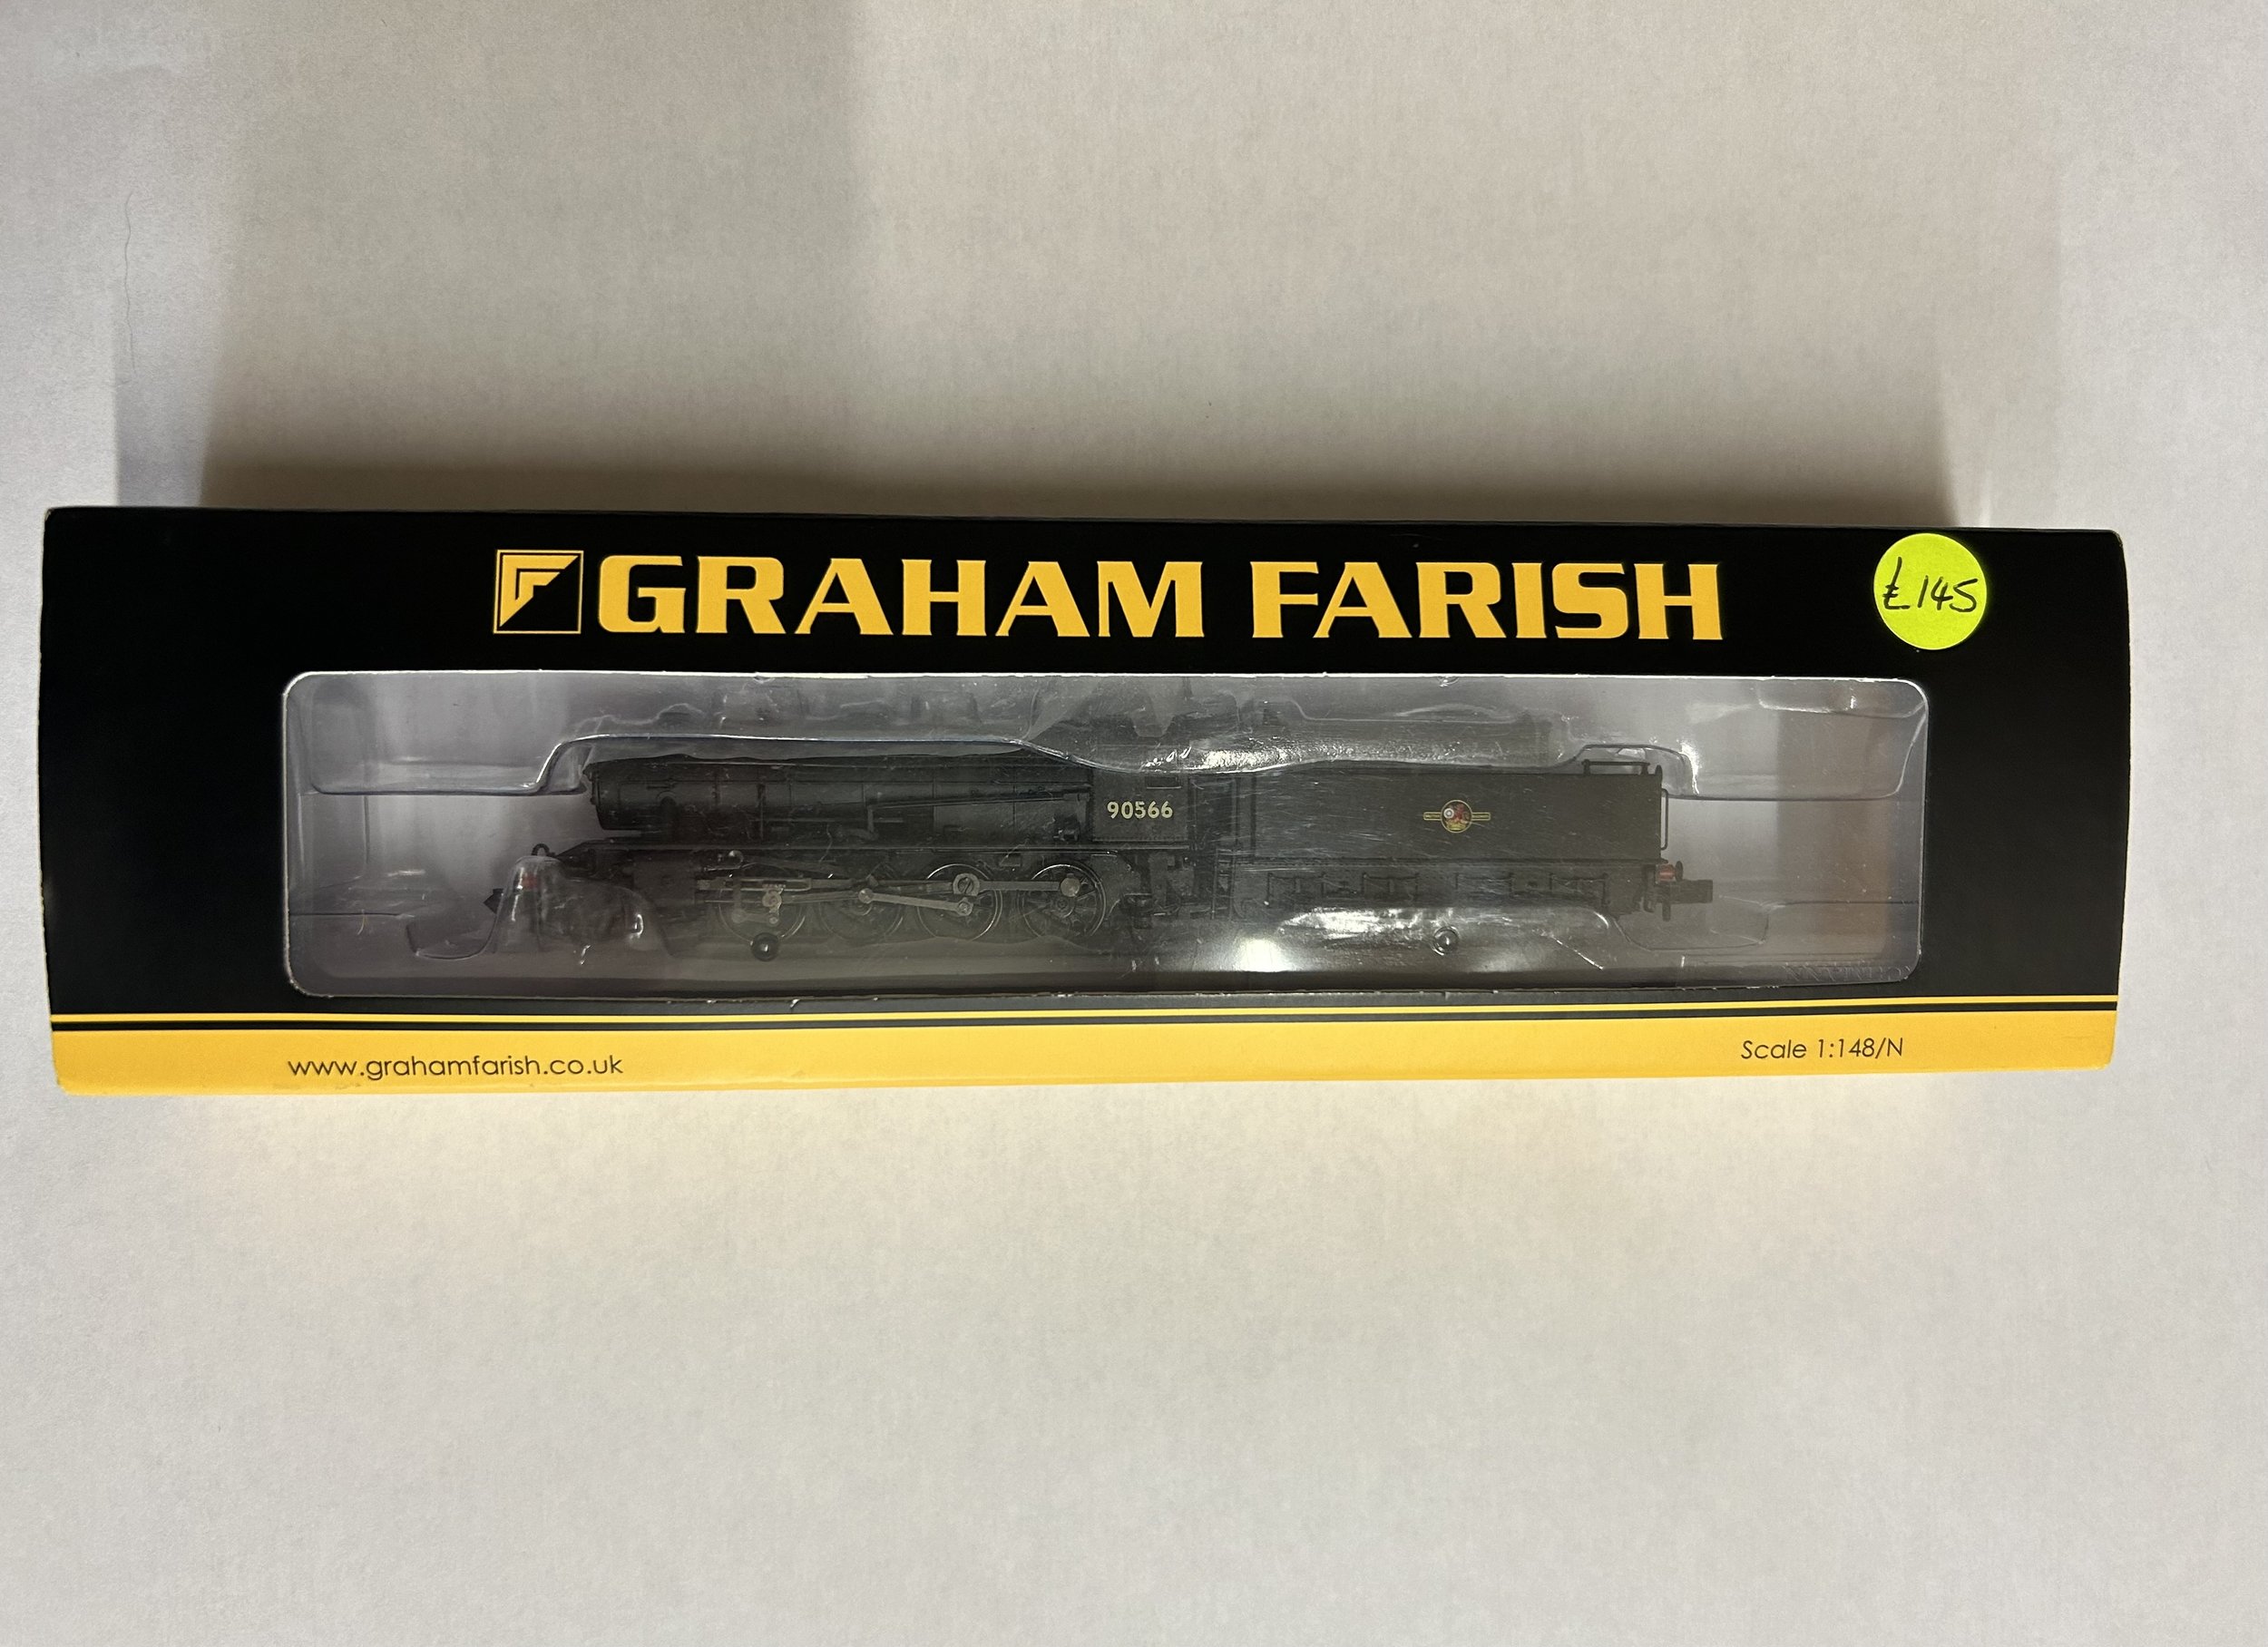 GRAHAM FARISH
£145
90566
www.grahamfarish.co.uk
Scale 1:148/N